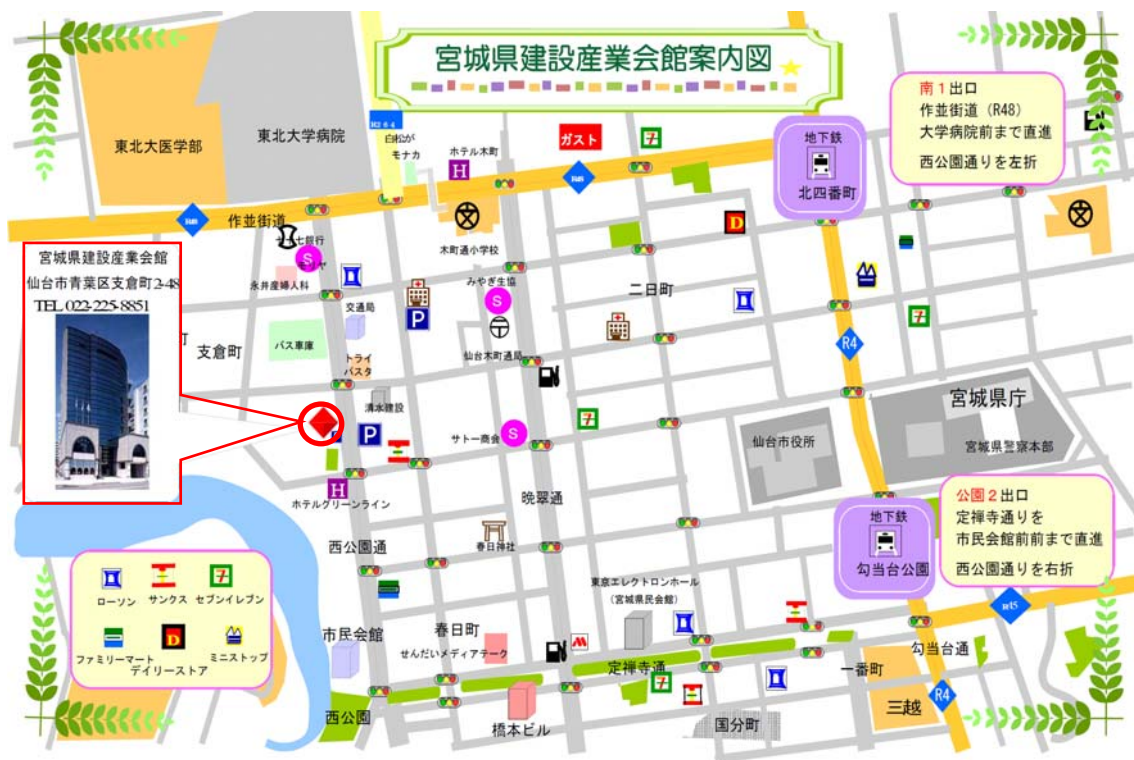 宮城県建設産業会館案内図
南1出口
作並街道（R48）
大学病院前まで直進
西公園通りを左折
東北大医学部
東北大学病院
白松が
モナカ
ホテル木町
H
ガスト
7
地下鉄
北四番町
R48
R48
作並街道
七十七銀行
S
木町通小学校
D
宮城県建設産業会館
仙台市青葉区支倉町2-48
TEL 022-225-8851
永井産婦人科
交通局
P
みやぎ生協
S
二日町
7
支倉町
バス車庫
トライ
パスタ
仙台木町通局
R4
清水建設
P
サトー商会
S
7
仙台市役所
宮城県庁
宮城県警察本部
H
ホテルグリーンライン
晩翠通
西公園通
春日神社
地下鉄
勾当台公園
公園2出口
定禅寺通りを
市民会館前前まで直進
西公園通りを右折
ローソン
サンクス
セブンイレブン
7
ファミリーマート
デイリーストア
D
ミニストップ
東京エレクトロンホール
（宮城県民会館）
R45
市民会館
春日町
せんだいメディアテーク
定禅寺通
7
一番町
勾当台通
R4
西公園
橋本ビル
国分町
三越